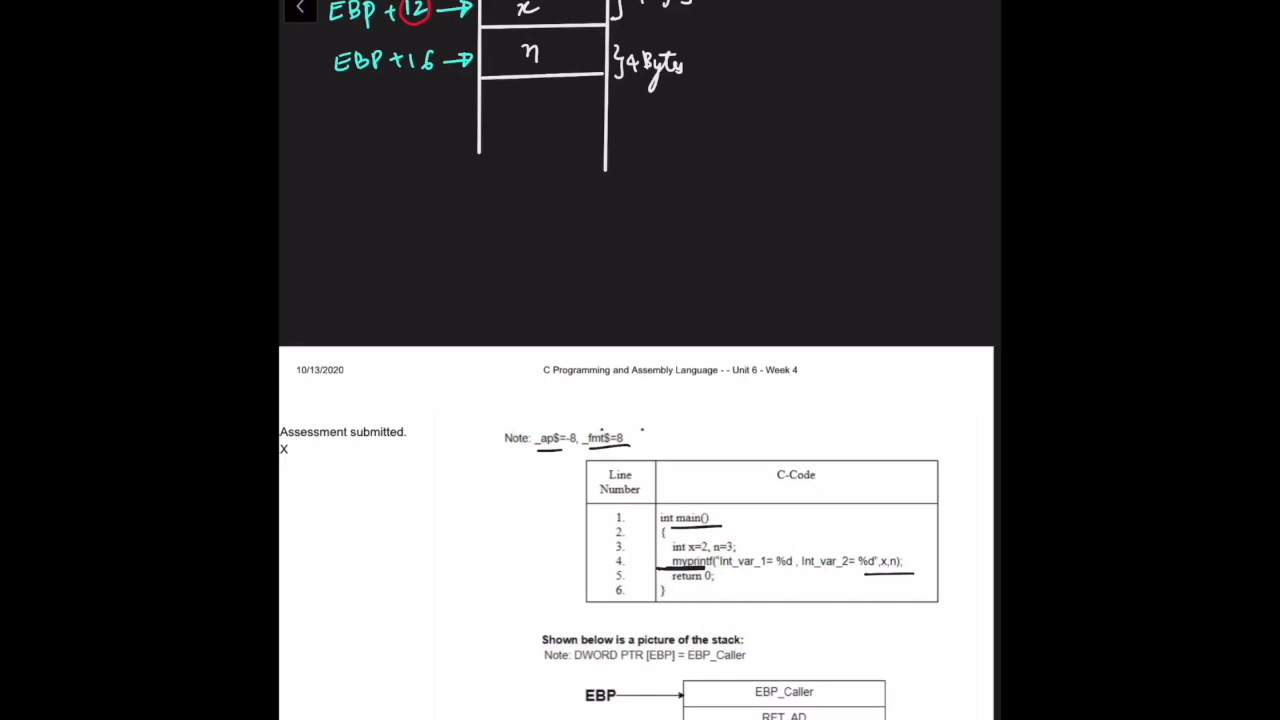 EBP + 12 → x
EBP + 16 → n } 4 Bytes
10/13/2020 C Programming and Assembly Language - - Unit 6 - Week 4
Assessment submitted.
X
Note: _ap$=-8, _fmt$=8
Line Number C-Code
1. int main()
2. {
3. int x=2, n=3;
4. myprintf("Int_var_1= %d , Int_var_2= %d",x,n);
5. return 0;
6. }
Shown below is a picture of the stack:
Note: DWORD PTR [EBP] = EBP_Caller
EBP EBP_Caller
RET_AD